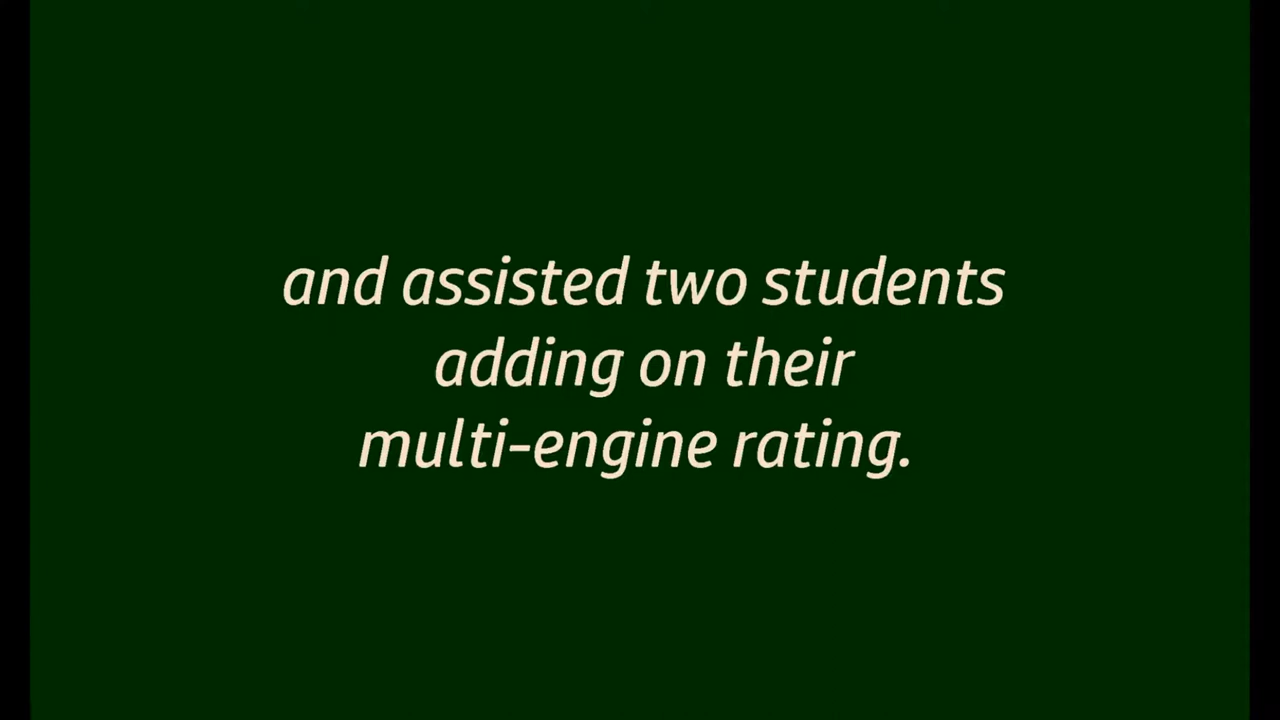 and assisted two students
adding on their
multi-engine rating.